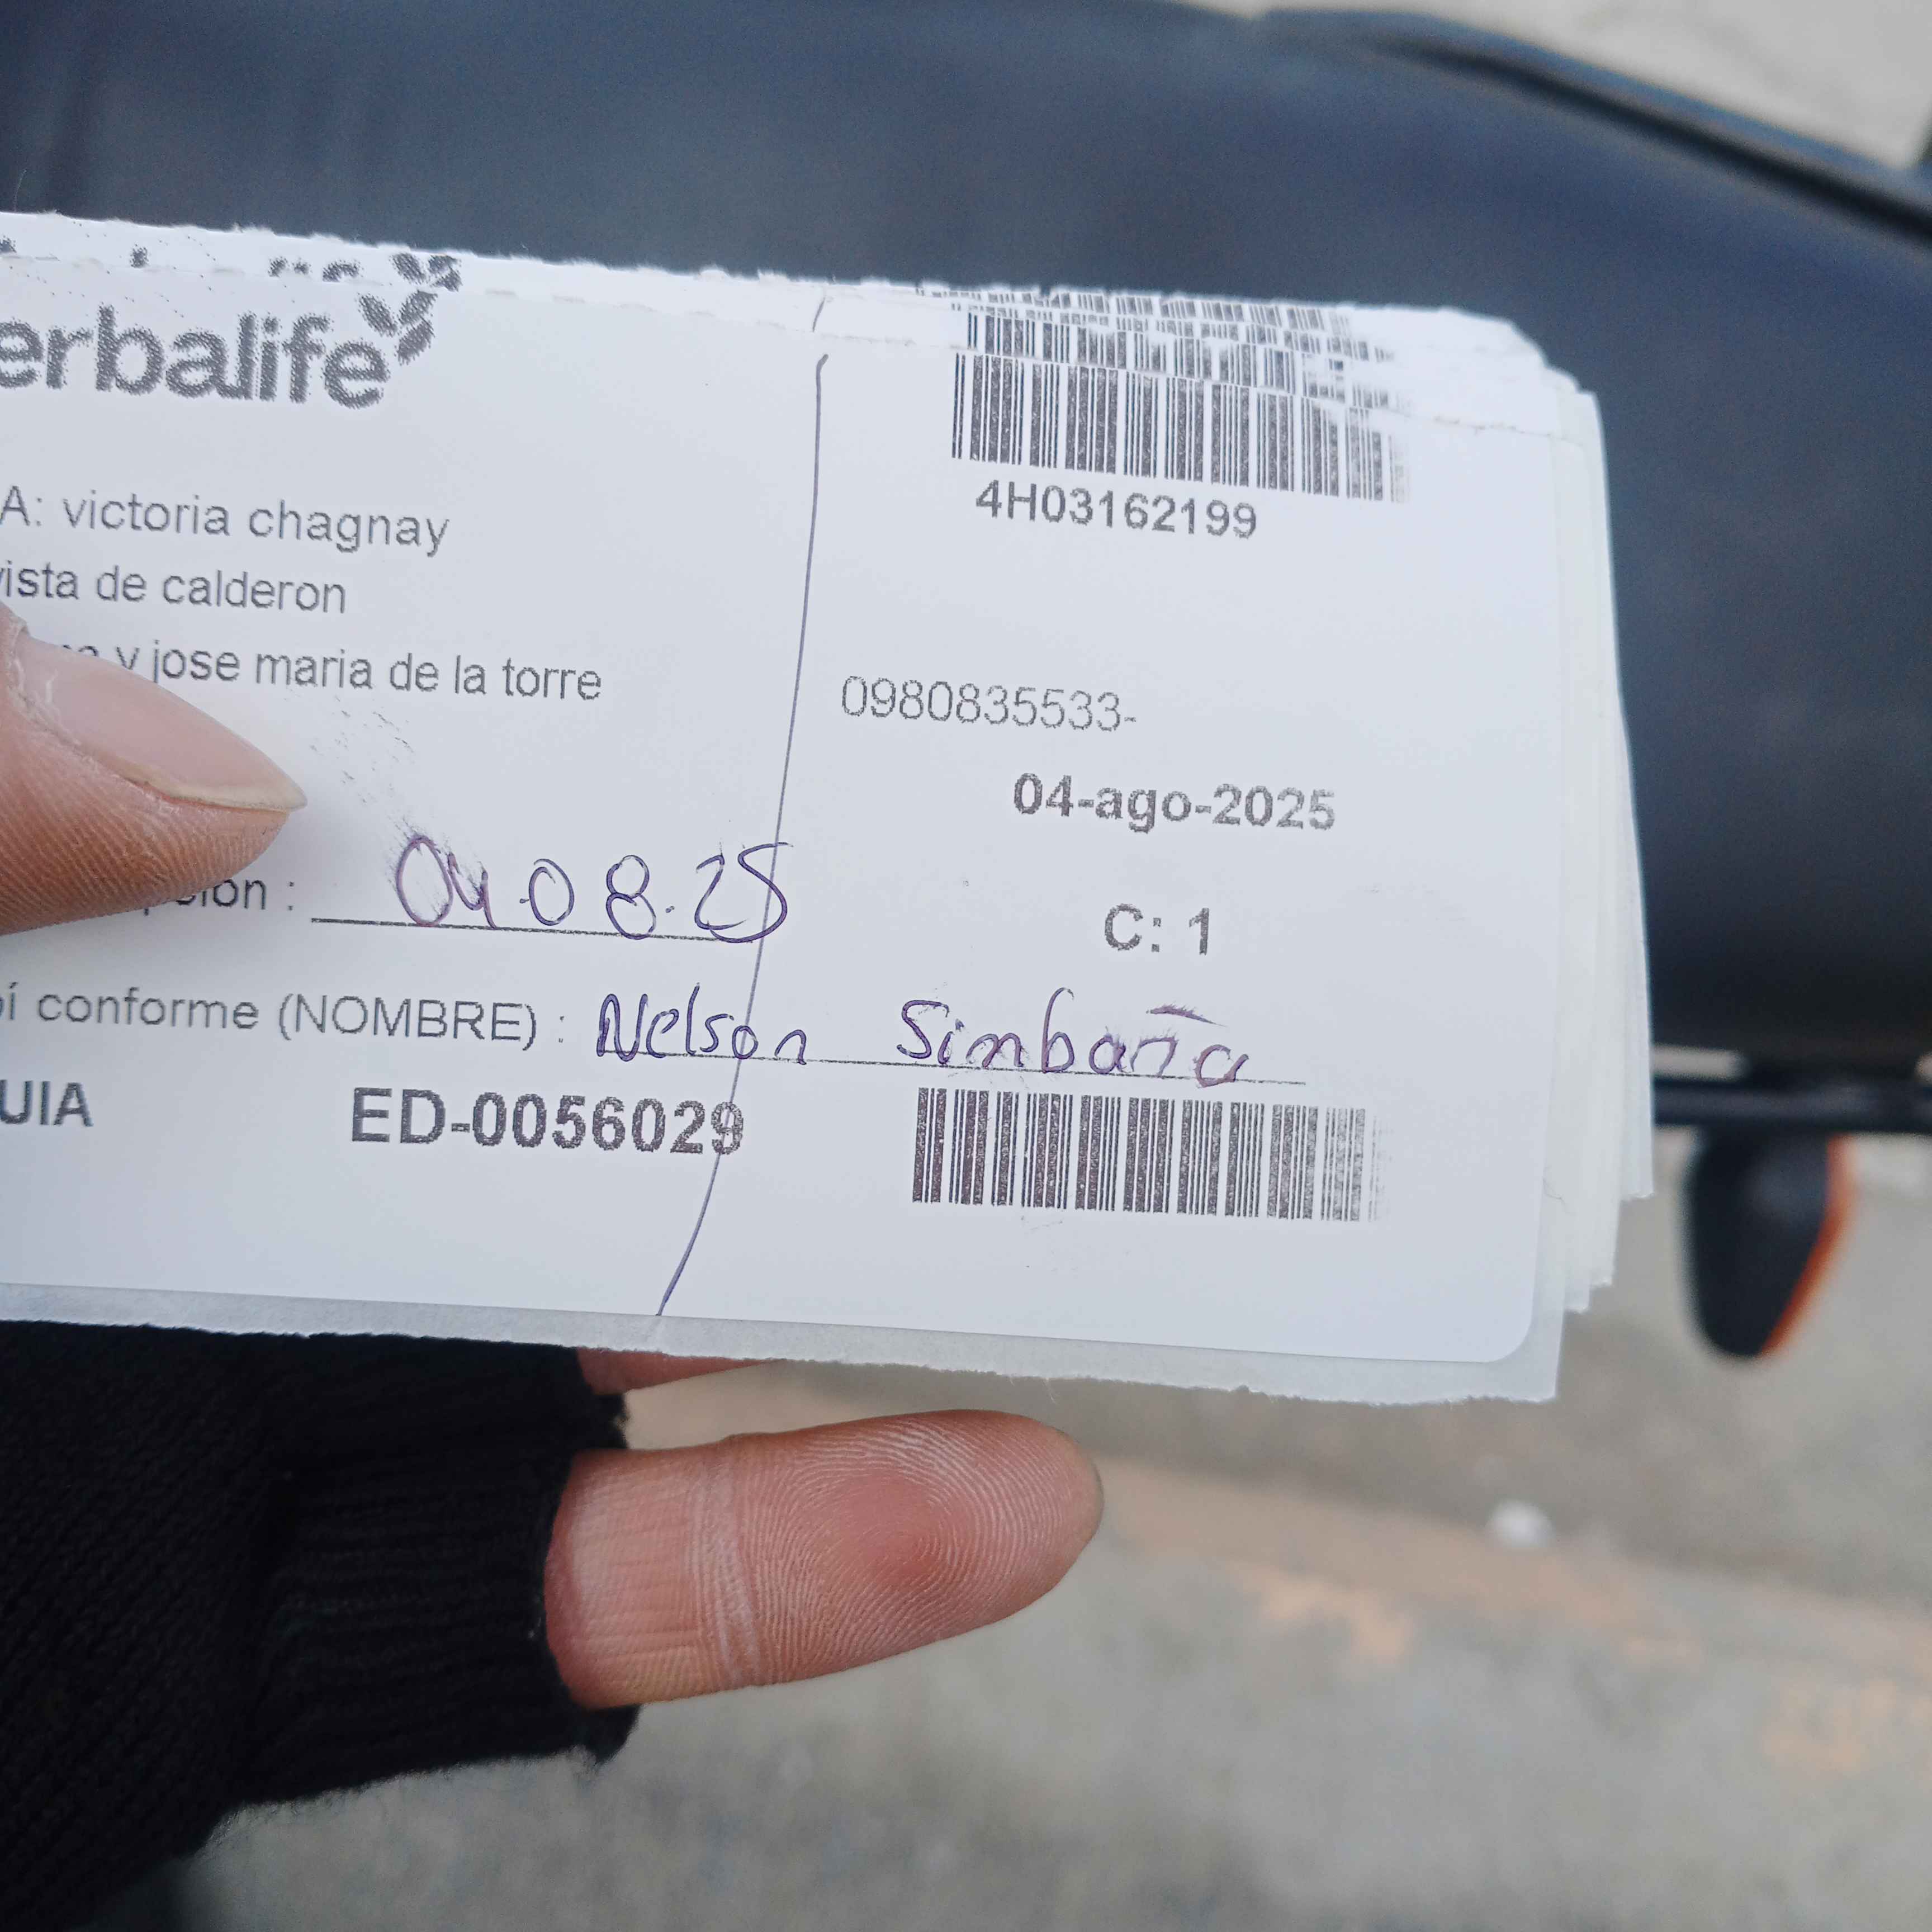 erbalife
4H03162199
A: victoria chagnay
vista de calderon
y jose maria de la torre
0980835533-
04-ago-2025
04.08.25
C: 1
conforme (NOMBRE) : Nelson Simbaña
UIA ED-0056029